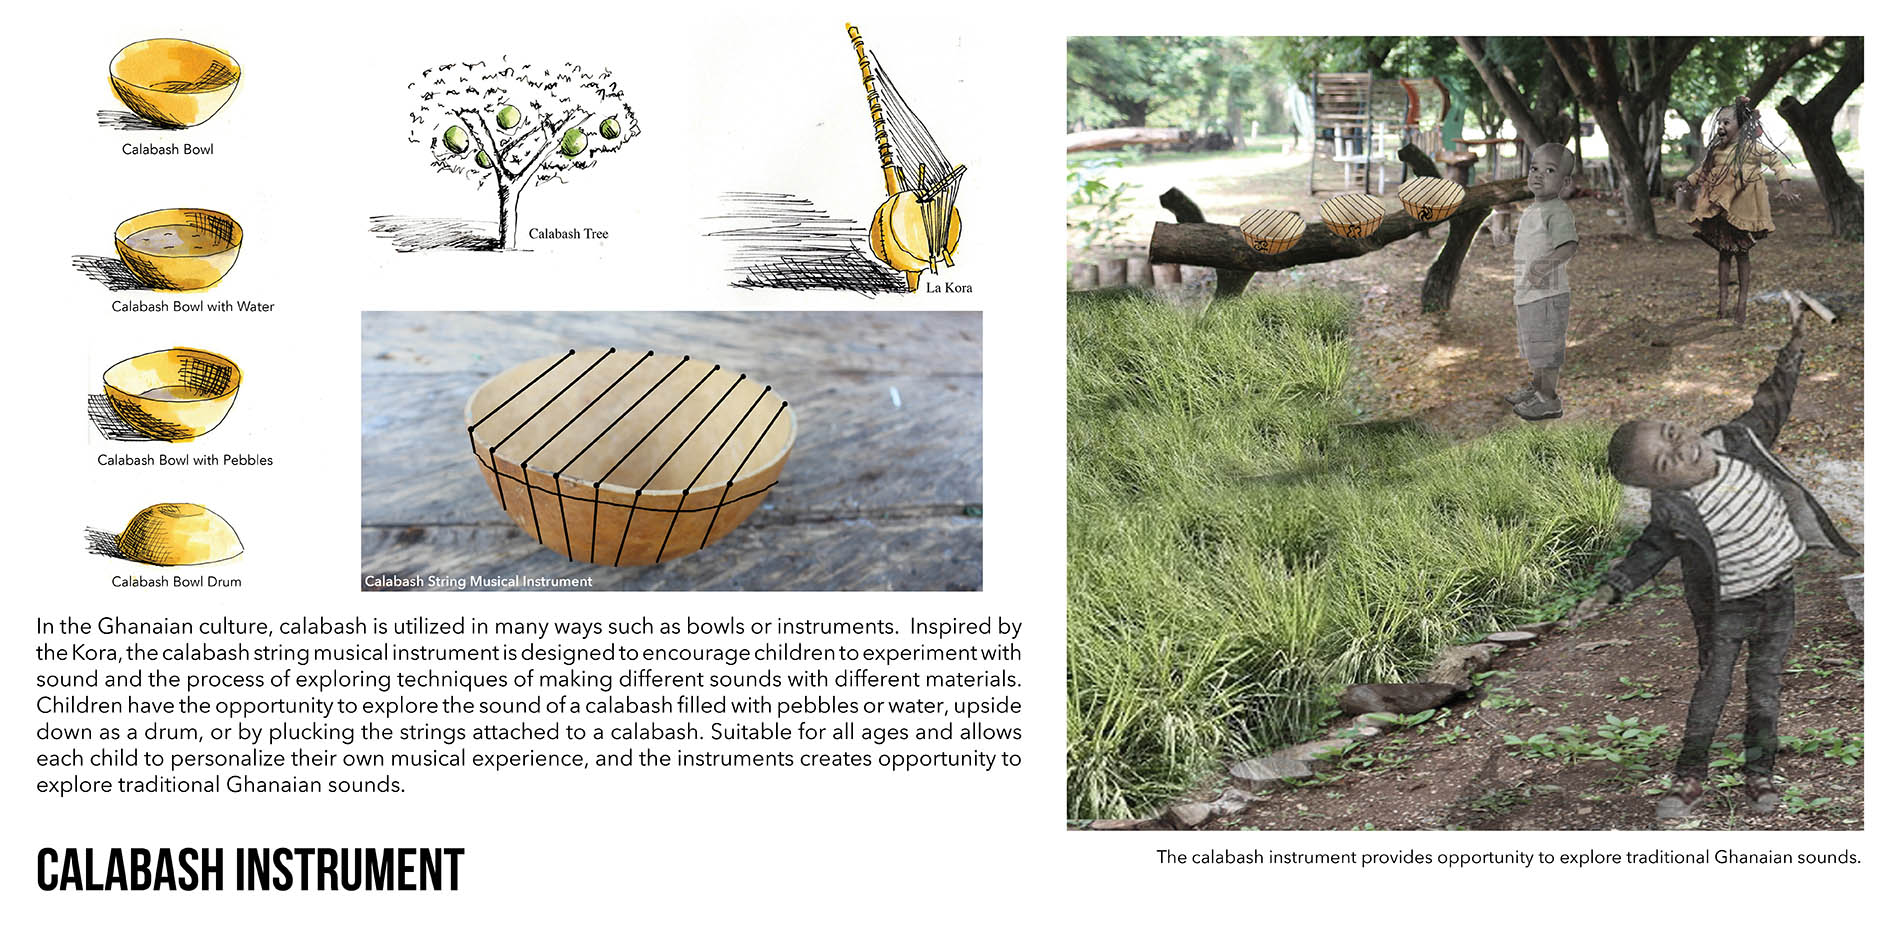 Calabash Bowl
Calabash Tree
La Kora
Calabash Bowl with Water
Calabash Bowl with Pebbles
Calabash Bowl Drum
Calabash String Musical Instrument
In the Ghanaian culture, calabash is utilized in many ways such as bowls or instruments.  Inspired by
the Kora, the calabash string musical instrument is designed to encourage children to experiment with
sound and the process of exploring techniques of making different sounds with different materials.
Children have the opportunity to explore the sound of a calabash filled with pebbles or water, upside
down as a drum, or by plucking the strings attached to a calabash. Suitable for all ages and allows
each child to personalize their own musical experience, and the instruments creates opportunity to
explore traditional Ghanaian sounds.
CALABASH INSTRUMENT
The calabash instrument provides opportunity to explore traditional Ghanaian sounds.